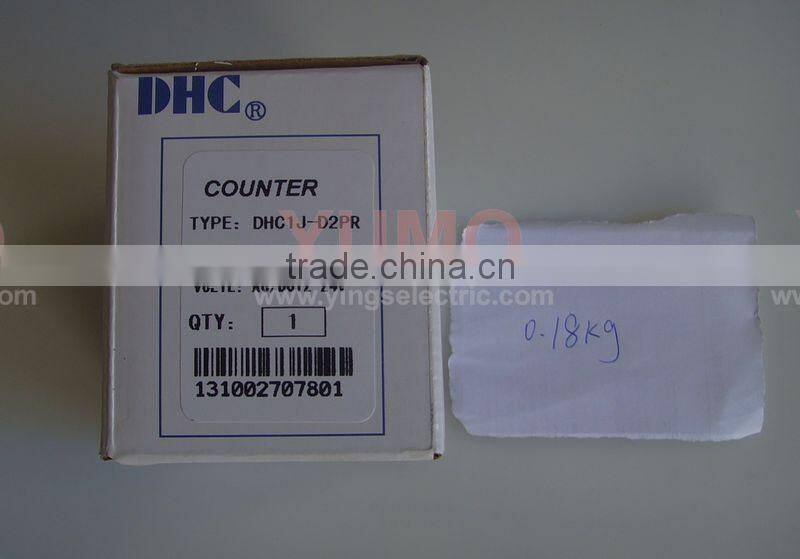 DHC®
COUNTER
TYPE: DHC1J-D2PR
YUMO
trade.china.cn
www.yingselectric.com
QTY: 1
131002707801
0.18kg